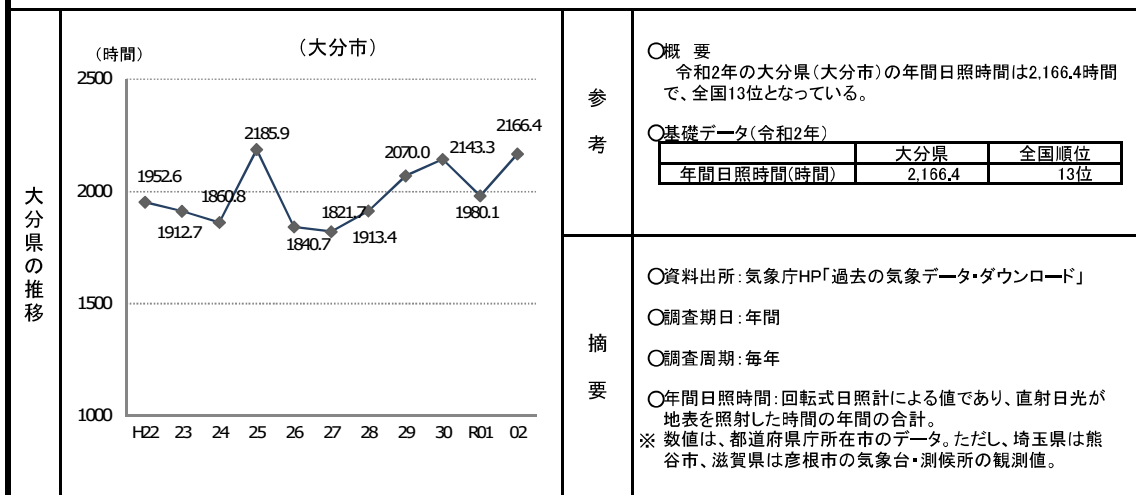 大分県の推移
（時間）
（大分市）
2500
2000
1500
1000
1952.6
1912.7
1860.8
2185.9
1840.7
1821.7
1913.4
2070.0
2143.3
1980.1
2166.4
H22 23 24 25 26 27 28 29 30 R01 02
参考
○概 要
令和2年の大分県（大分市）の年間日照時間は2,166.4時間
で、全国13位となっている。
○基礎データ（令和2年）
大分県 全国順位
年間日照時間(時間) 2,166.4 13位
摘要
○資料出所：気象庁HP「過去の気象データ・ダウンロード」
○調査期日：年間
○調査周期：毎年
○年間日照時間：回転式日照計による値であり、直射日光が
地表を照射した時間の年間の合計。
※ 数値は、都道府県庁所在市のデータ。ただし、埼玉県は熊
谷市、滋賀県は彦根市の気象台・測候所の観測値。